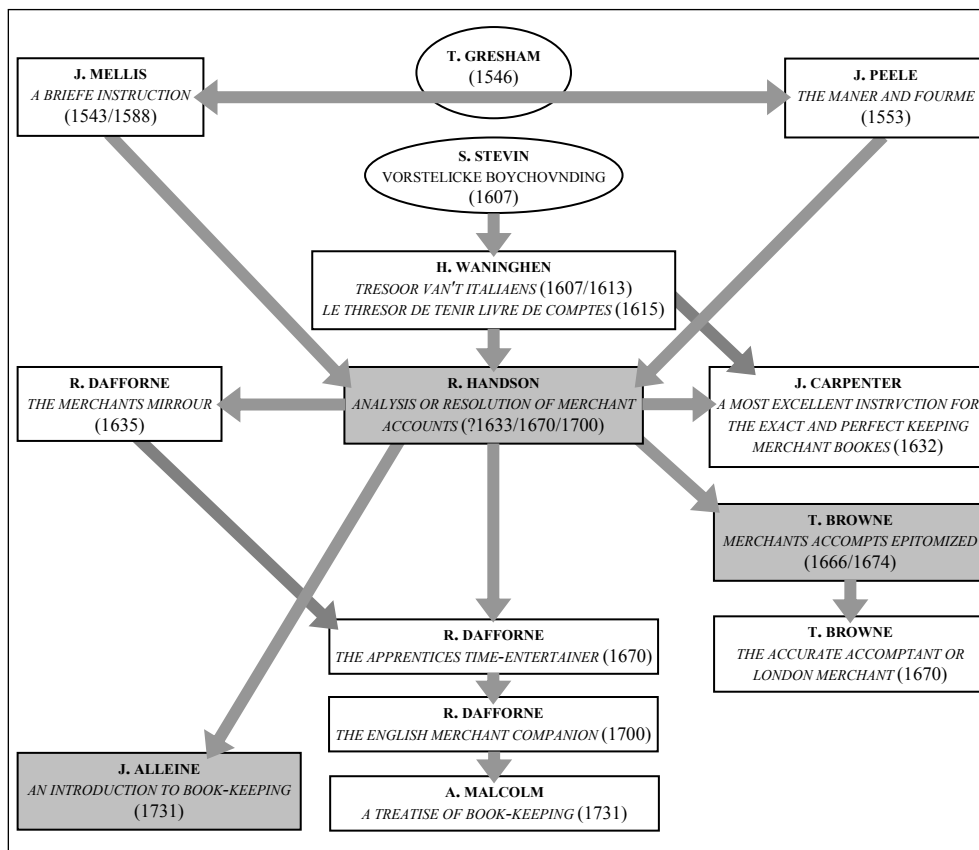 T. GRESHAM
(1546)
J. MELLIS
A BRIEFE INSTRUCTION
(1543/1588)
J. PEELE
THE MANER AND FOURME
(1553)
S. STEVIN
VORSTELICKE BOYCHOVNDING
(1607)
H. WANINGHEN
TRESOOR VAN'T ITALIAENS (1607/1613)
LE THRESOR DE TENIR LIVRE DE COMPTES (1615)
R. DAFFORNE
THE MERCHANTS MIRROUR
(1635)
R. HANDSON
ANALYSIS OR RESOLUTION OF MERCHANT
ACCOUNTS (?1633/1670/1700)
J. CARPENTER
A MOST EXCELLENT INSTRVCTION FOR
THE EXACT AND PERFECT KEEPING
MERCHANT BOOKES (1632)
T. BROWNE
MERCHANTS ACCOMPTS EPITOMIZED
(1666/1674)
R. DAFFORNE
THE APPRENTICES TIME-ENTERTAINER (1670)
T. BROWNE
THE ACCURATE ACCOMPTANT OR
LONDON MERCHANT (1670)
R. DAFFORNE
THE ENGLISH MERCHANT COMPANION (1700)
J. ALLEINE
AN INTRODUCTION TO BOOK-KEEPING
(1731)
A. MALCOLM
A TREATISE OF BOOK-KEEPING (1731)